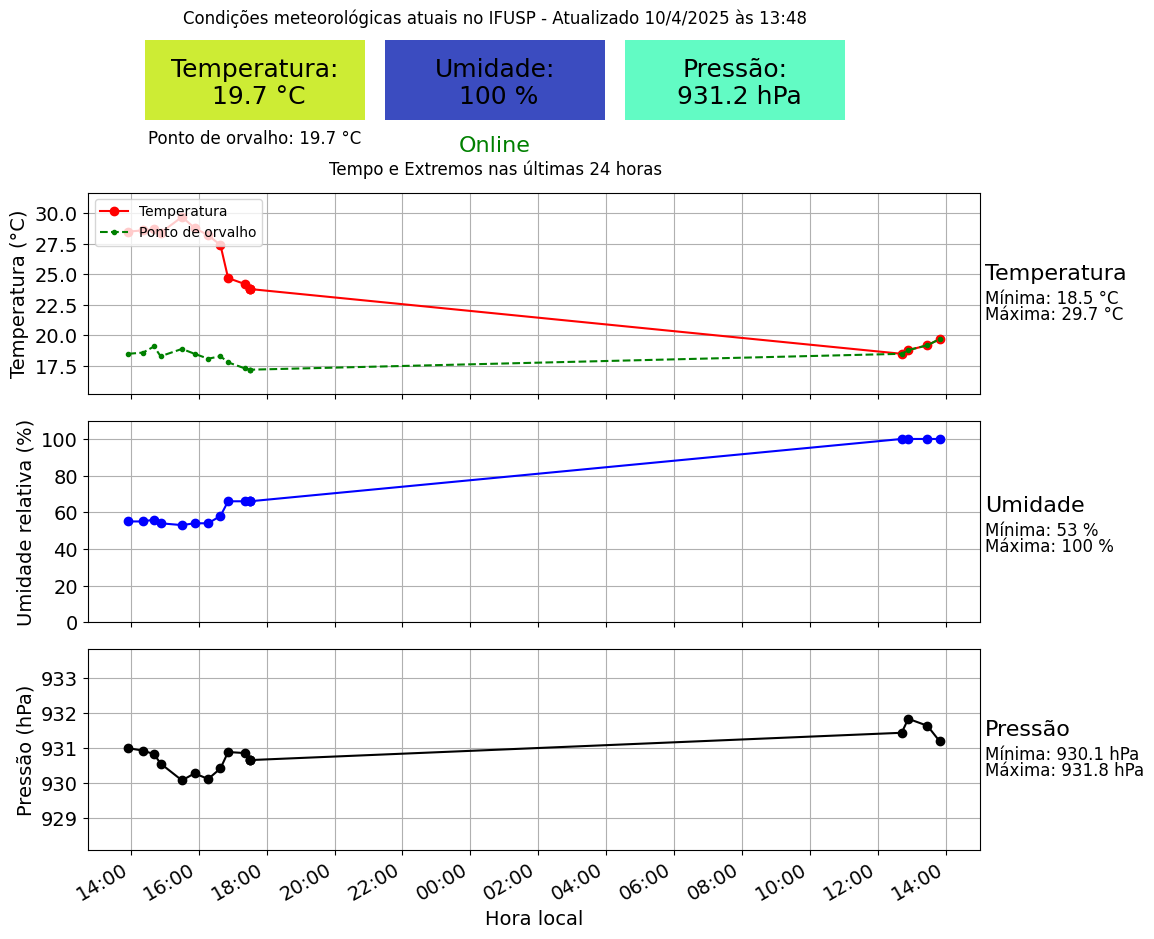 Condições meteorológicas atuais no IFUSP - Atualizado 10/4/2025 às 13:48
Temperatura:
19.7 °C
Umidade:
100 %
Pressão:
931.2 hPa
Ponto de orvalho: 19.7 °C
Online
Tempo e Extremos nas últimas 24 horas
Temperatura (°C)
30.0
27.5
25.0
22.5
20.0
17.5
Temperatura
Ponto de orvalho
Temperatura
Mínima: 18.5 °C
Máxima: 29.7 °C
Umidade relativa (%)
100
80
60
40
20
0
Umidade
Mínima: 53 %
Máxima: 100 %
Pressão (hPa)
933
932
931
930
929
Pressão
Mínima: 930.1 hPa
Máxima: 931.8 hPa
14:00
16:00
18:00
20:00
22:00
00:00
02:00
04:00
06:00
08:00
10:00
12:00
14:00
Hora local